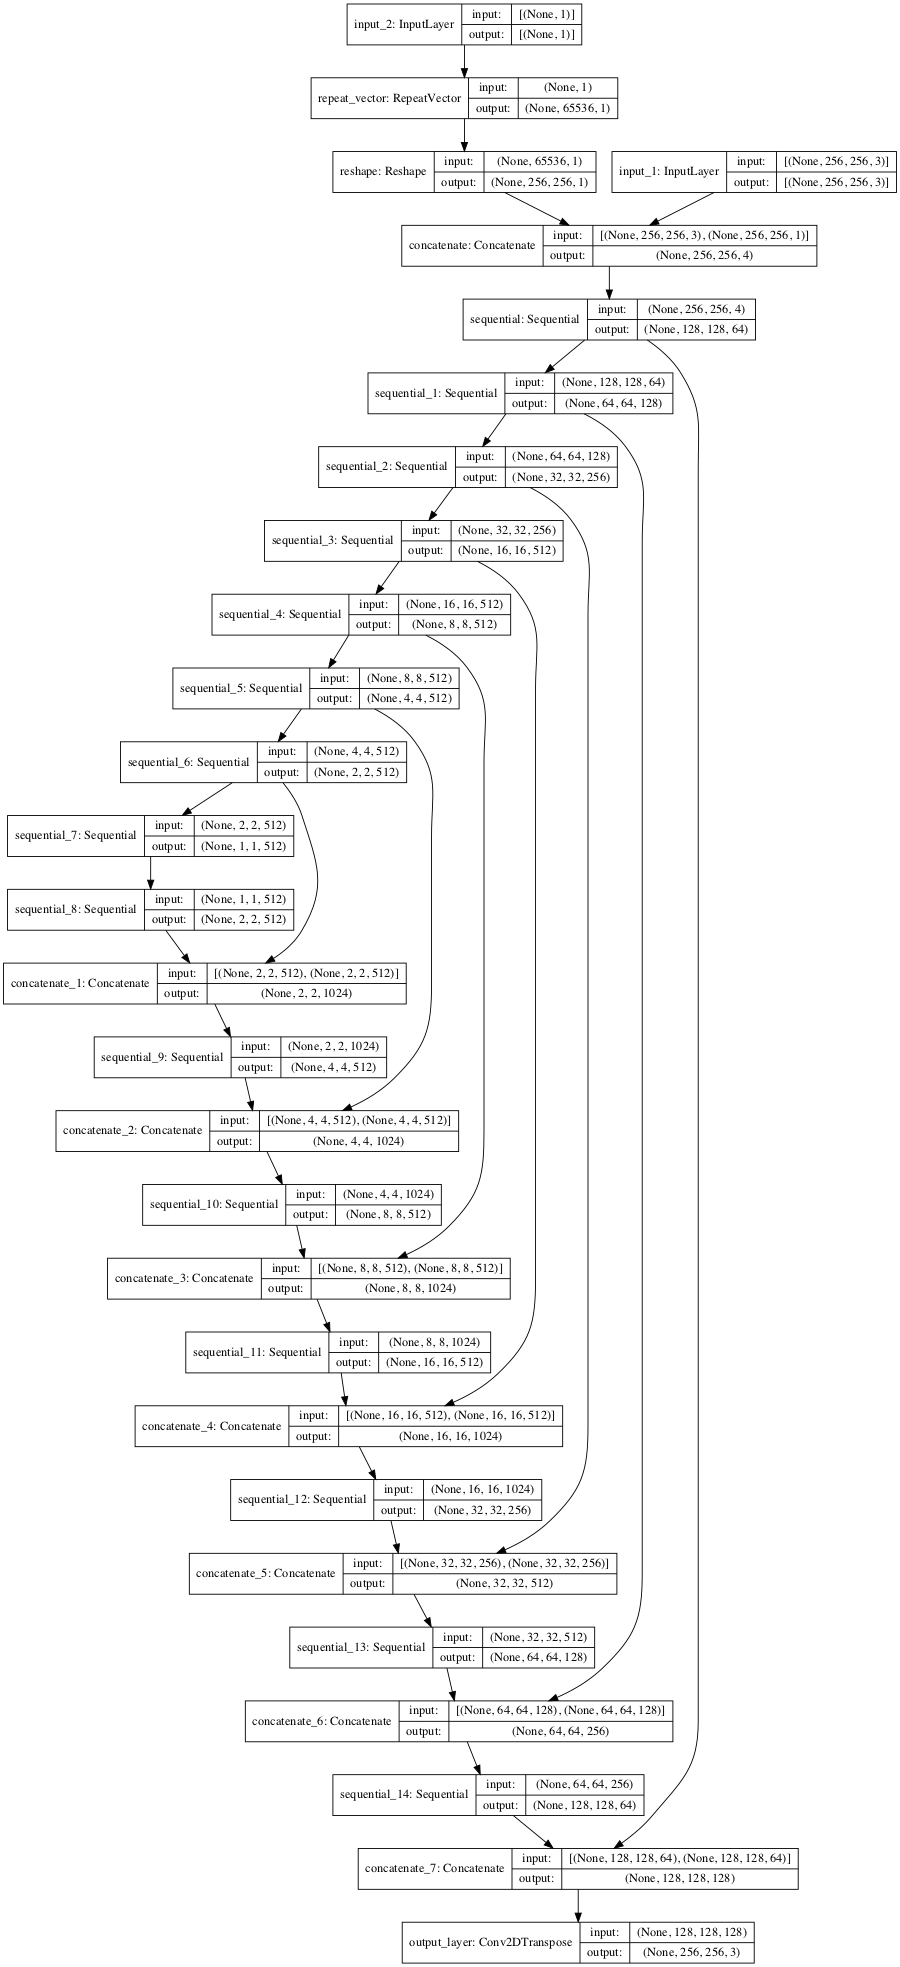 input_2: InputLayer
input: [(None, 1)]
output: [(None, 1)]
repeat_vector: RepeatVector
input: (None, 1)
output: (None, 65536, 1)
reshape: Reshape
input: (None, 65536, 1)
output: (None, 256, 256, 1)
input_1: InputLayer
input: [(None, 256, 256, 3)]
output: [(None, 256, 256, 3)]
concatenate: Concatenate
input: [(None, 256, 256, 3), (None, 256, 256, 1)]
output: (None, 256, 256, 4)
sequential: Sequential
input: (None, 256, 256, 4)
output: (None, 128, 128, 64)
sequential_1: Sequential
input: (None, 128, 128, 64)
output: (None, 64, 64, 128)
sequential_2: Sequential
input: (None, 64, 64, 128)
output: (None, 32, 32, 256)
sequential_3: Sequential
input: (None, 32, 32, 256)
output: (None, 16, 16, 512)
sequential_4: Sequential
input: (None, 16, 16, 512)
output: (None, 8, 8, 512)
sequential_5: Sequential
input: (None, 8, 8, 512)
output: (None, 4, 4, 512)
sequential_6: Sequential
input: (None, 4, 4, 512)
output: (None, 2, 2, 512)
sequential_7: Sequential
input: (None, 2, 2, 512)
output: (None, 1, 1, 512)
sequential_8: Sequential
input: (None, 1, 1, 512)
output: (None, 2, 2, 512)
concatenate_1: Concatenate
input: [(None, 2, 2, 512), (None, 2, 2, 512)]
output: (None, 2, 2, 1024)
sequential_9: Sequential
input: (None, 2, 2, 1024)
output: (None, 4, 4, 512)
concatenate_2: Concatenate
input: [(None, 4, 4, 512), (None, 4, 4, 512)]
output: (None, 4, 4, 1024)
sequential_10: Sequential
input: (None, 4, 4, 1024)
output: (None, 8, 8, 512)
concatenate_3: Concatenate
input: [(None, 8, 8, 512), (None, 8, 8, 512)]
output: (None, 8, 8, 1024)
sequential_11: Sequential
input: (None, 8, 8, 1024)
output: (None, 16, 16, 512)
concatenate_4: Concatenate
input: [(None, 16, 16, 512), (None, 16, 16, 512)]
output: (None, 16, 16, 1024)
sequential_12: Sequential
input: (None, 16, 16, 1024)
output: (None, 32, 32, 256)
concatenate_5: Concatenate
input: [(None, 32, 32, 256), (None, 32, 32, 256)]
output: (None, 32, 32, 512)
sequential_13: Sequential
input: (None, 32, 32, 512)
output: (None, 64, 64, 128)
concatenate_6: Concatenate
input: [(None, 64, 64, 128), (None, 64, 64, 128)]
output: (None, 64, 64, 256)
sequential_14: Sequential
input: (None, 64, 64, 256)
output: (None, 128, 128, 64)
concatenate_7: Concatenate
input: [(None, 128, 128, 64), (None, 128, 128, 64)]
output: (None, 128, 128, 128)
output_layer: Conv2DTranspose
input: (None, 128, 128, 128)
output: (None, 256, 256, 3)